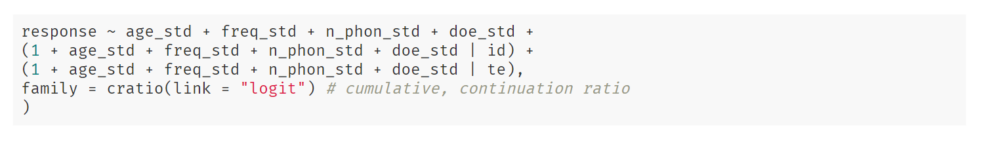 response ~ age_std + freq_std + n_phon_std + doe_std +
(1 + age_std + freq_std + n_phon_std + doe_std | id) +
(1 + age_std + freq_std + n_phon_std + doe_std | te),
family = cratio(link = "logit") # cumulative, continuation ratio
)